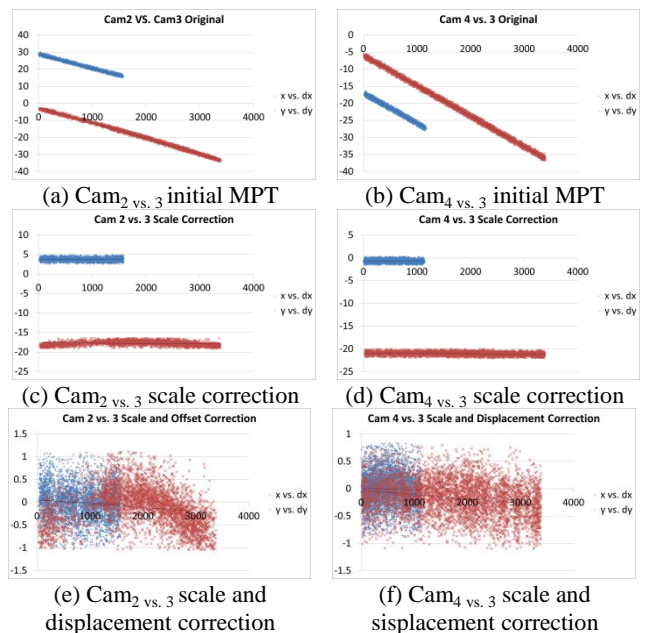 Cam2 VS. Cam3 Original
40
30
20
10
0
-10
-20
-30
-40
0 1000 2000 3000 4000
x vs. dx
y vs. dy
(a) Cam2 vs. 3 initial MPT
Cam 4 vs. 3 Original
0
-5
-10
-15
-20
-25
-30
-35
-40
0 1000 2000 3000 4000
x vs. dx
y vs. dy
(b) Cam4 vs. 3 initial MPT
Cam 2 vs. 3 Scale Correction
10
5
0
-5
-10
-15
-20
-25
0 1000 2000 3000 4000
x vs. dx
y vs. dy
(c) Cam2 vs. 3 scale correction
Cam 4 vs. 3 Scale Correction
5
0
-5
-10
-15
-20
-25
0 1000 2000 3000 4000
x vs. dx
y vs. dy
(d) Cam4 vs. 3 scale correction
Cam 2 vs. 3 Scale and Offset Correction
1.5
1
0.5
0
-0.5
-1
-1.5
0 1000 2000 3000 4000
x vs. dx
y vs. dy
(e) Cam2 vs. 3 scale and
displacement correction
Cam 4 vs. 3 Scale and Displacement Correction
1
0.5
0
-0.5
-1
-1.5
0 1000 2000 3000 4000
x vs. dx
y vs. dy
(f) Cam4 vs. 3 scale and
sisplacement correction